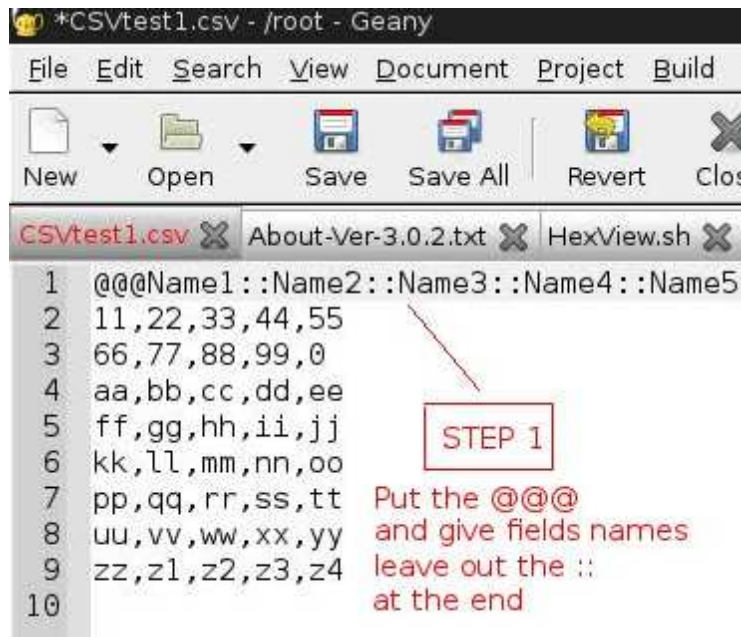 *CSVtest1.csv - /root - Geany
File Edit Search View Document Project Build
New Open Save Save All Revert Clos
CSVtest1.csv About-Ver-3.0.2.txt HexView.sh
1 @@@Name1::Name2::Name3::Name4::Name5
2 11,22,33,44,55
3 66,77,88,99,0
4 aa,bb,cc,dd,ee
5 ff,gg,hh,ii,jj
6 kk,ll,mm,nn,oo
7 pp,qq,rr,ss,tt
8 uu,vv,ww,xx,yy
9 zz,z1,z2,z3,z4
10
STEP 1
Put the @@@
and give fields names
leave out the ::
at the end